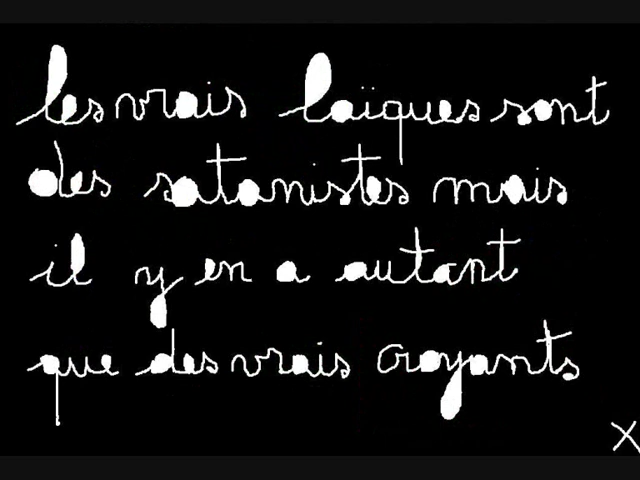 les vrais laïques sont
des satanistes mais
il y en a autant
que des vrais croyants
X